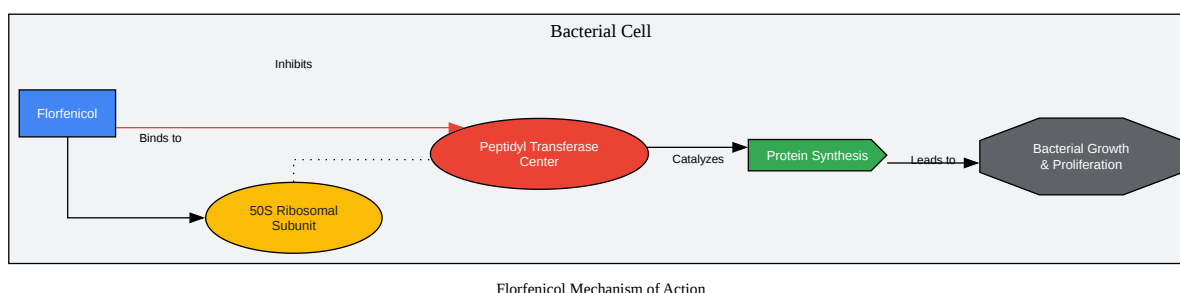 Bacterial Cell
Inhibits
Florfenicol
Binds to
Peptidyl Transferase
Center
Catalyzes
Protein Synthesis
Leads to
Bacterial Growth
& Proliferation
50S Ribosomal
Subunit
Florfenicol Mechanism of Action